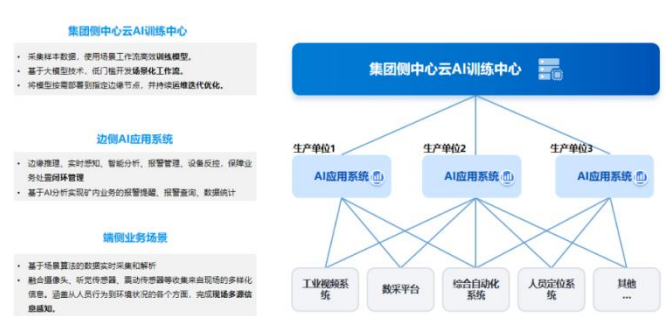 集团侧中心云AI训练中心
• 采集样本数据，使用场景工作流高效训练模型。
• 基于大模型技术，低门槛开发场景化工作流。
• 将模型按需部署到指定边缘节点，并持续运维迭代优化。
边侧AI应用系统
• 边缘推理、实时感知、智能分析、报警管理、设备反控，保障业
务处置闭环管理
• 基于AI分析实现矿内业务的报警提醒、报警查询、数据统计
端侧业务场景
• 基于场景算法的数据实时采集和解析
• 融合摄像头、听觉传感器、震动传感器等收集来自现场的多样化
信息。涵盖从人员行为到环境状况的各个方面，完成现场多源信
息感知。
集团侧中心云AI训练中心
生产单位1
生产单位2
生产单位3
AI应用系统
AI应用系统
AI应用系统
工业视频系
统
数采平台
综合自动化
系统
人员定位系
统
其他
...